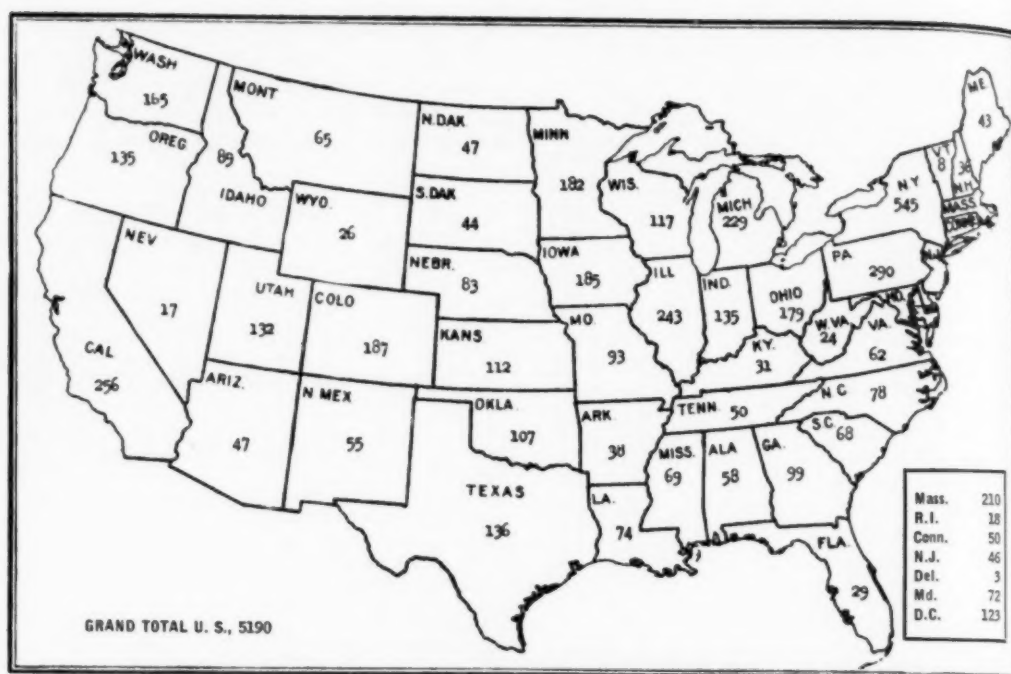 WASH
165
OREG
135
IDAHO
89
MONT
65
WYO.
26
N.DAK
47
S.DAK
44
NEBR.
83
KANS
112
OKLA.
107
TEXAS
136
NEV
17
CAL
256
UTAH
132
COLO
187
ARIZ.
47
N MEX
55
MINN
182
IOWA
185
MO.
93
ARK.
38
LA.
74
WIS.
117
MICH
229
ILL
243
IND.
135
OHIO
179
KY.
31
TENN.
50
MISS.
69
ALA
58
GA.
99
FLA.
29
S.C.
68
N.C
78
VA.
62
W.VA
24
PA
290
N.Y
545
N.J.
MD.
VT
8
36
N.H.
ME.
43
MASS
CONN
Mass. 210
R.I. 18
Conn. 50
N.J. 46
Del. 3
Md. 72
D.C. 123
GRAND TOTAL U. S., 5190